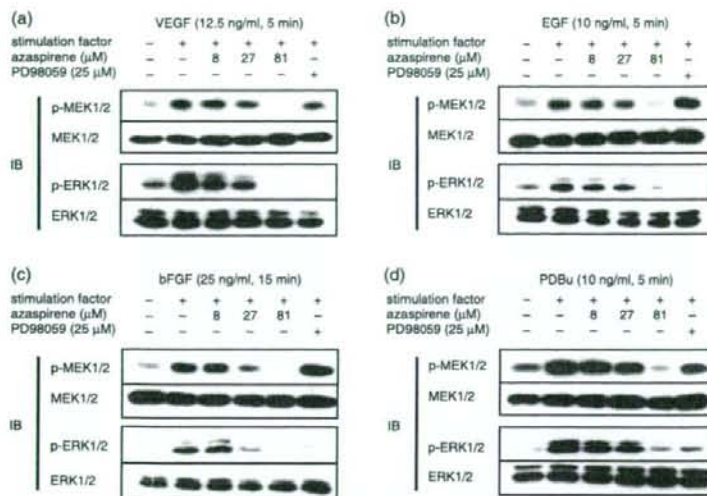 (a)
VEGF (12.5 ng/ml, 5 min)
stimulation factor – + + + + +
azaspirene (μM) – – 8 27 81 –
PD98059 (25 μM) – – – – – +
p-MEK1/2
MEK1/2
IB
p-ERK1/2
ERK1/2
(b)
EGF (10 ng/ml, 5 min)
stimulation factor – + + + + +
azaspirene (μM) – – 8 27 81 –
PD98059 (25 μM) – – – – – +
p-MEK1/2
MEK1/2
IB
p-ERK1/2
ERK1/2
(c)
bFGF (25 ng/ml, 15 min)
stimulation factor – + + + + +
azaspirene (μM) – – 8 27 81 –
PD98059 (25 μM) – – – – – +
p-MEK1/2
MEK1/2
IB
p-ERK1/2
ERK1/2
(d)
PDBu (10 ng/ml, 5 min)
stimulation factor – + + + + +
azaspirene (μM) – – 8 27 81 –
PD98059 (25 μM) – – – – – +
p-MEK1/2
MEK1/2
IB
p-ERK1/2
ERK1/2